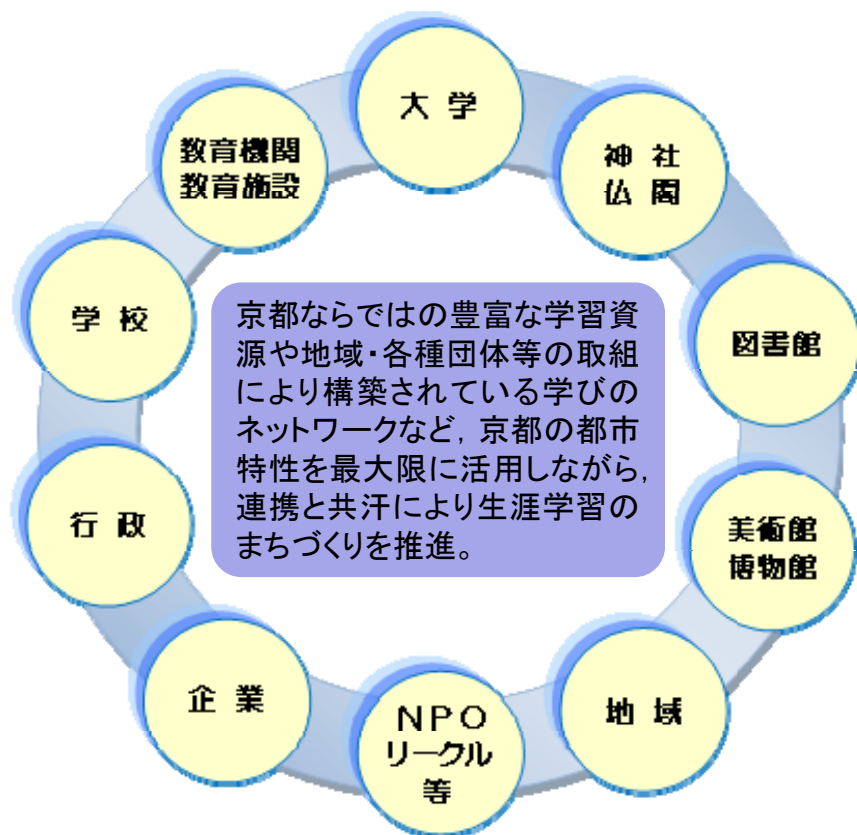 大学
神社
仏閣
図書館
美術館
博物館
地域
NPO
リークル
等
企業
行政
学校
教育機関
教育施設
京都ならではの豊富な学習資
源や地域・各種団体等の取組
により構築されている学びの
ネットワークなど，京都の都市
特性を最大限に活用しながら，
連携と共汗により生涯学習の
まちづくりを推進。